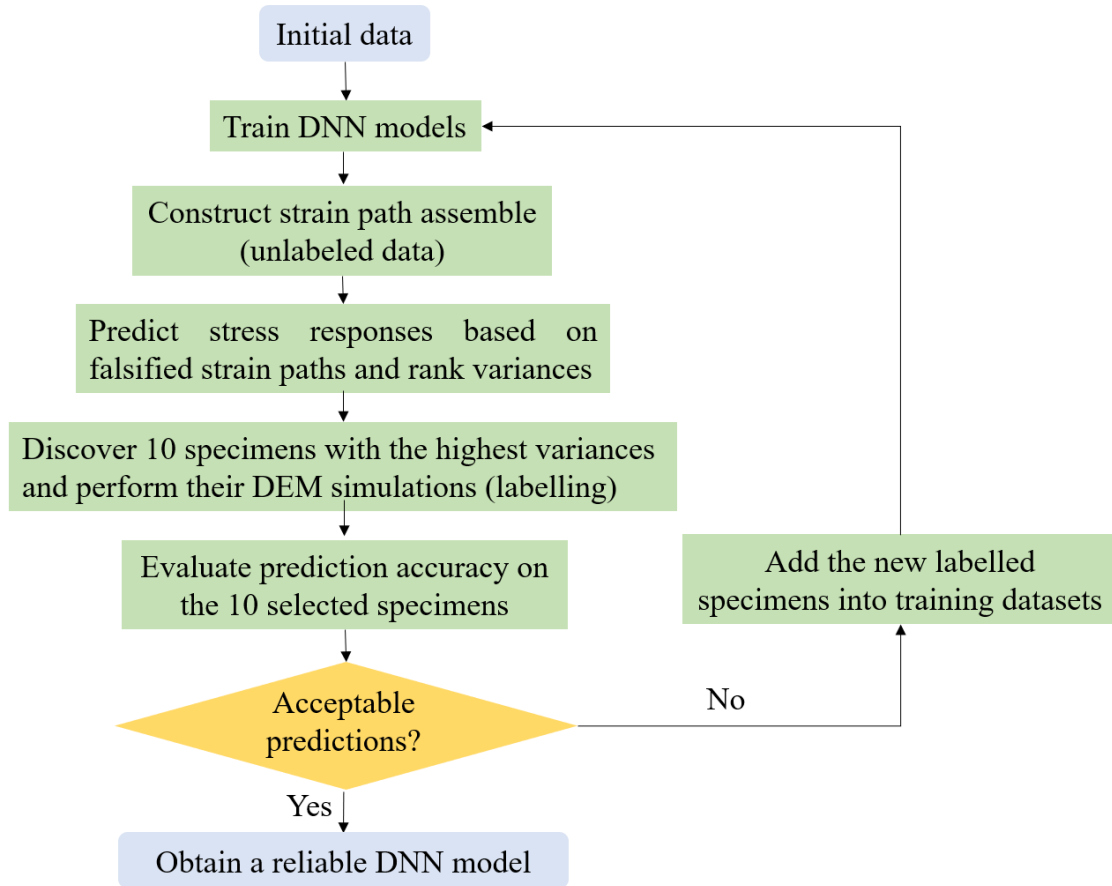 Initial data
Train DNN models
Construct strain path assemble
(unlabeled data)
Predict stress responses based on
falsified strain paths and rank variances
Discover 10 specimens with the highest variances
and perform their DEM simulations (labelling)
Evaluate prediction accuracy on
the 10 selected specimens
Add the new labelled
specimens into training datasets
Acceptable
predictions?
No
Yes
Obtain a reliable DNN model